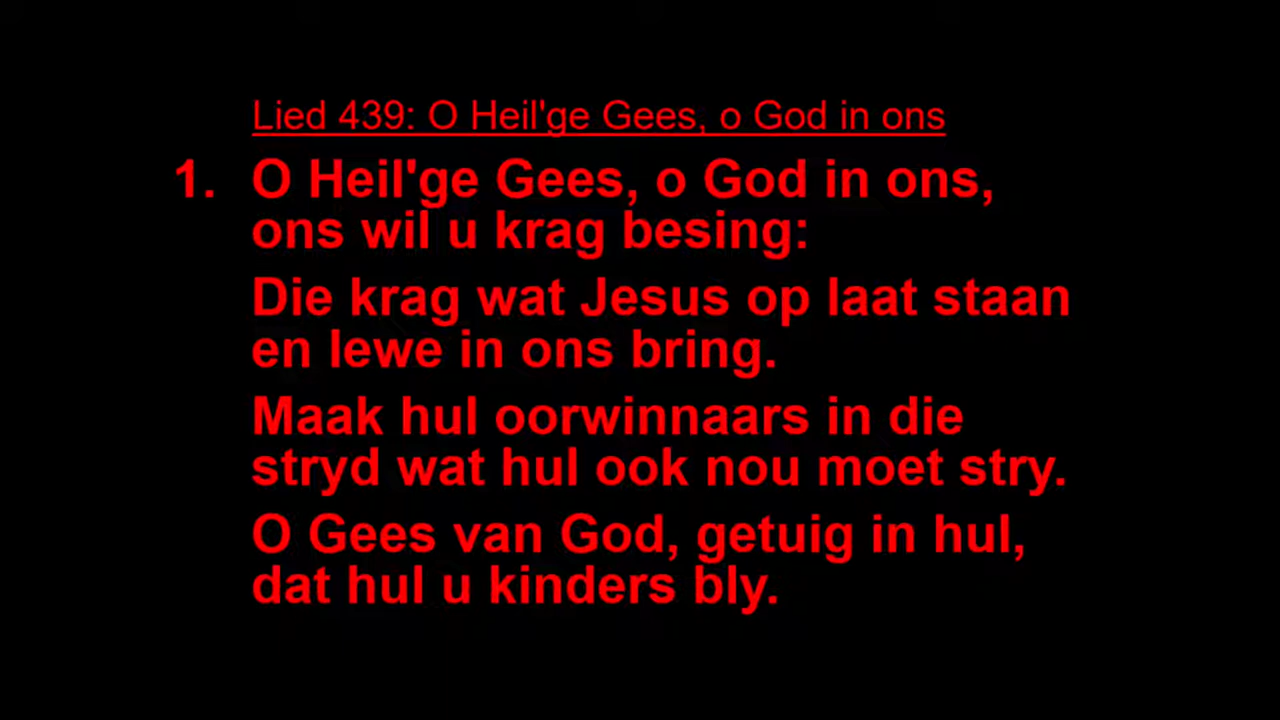 Lied 439: O Heil'ge Gees, o God in ons
1. O Heil'ge Gees, o God in ons,
ons wil u krag besing:
Die krag wat Jesus op laat staan
en lewe in ons bring.
Maak hul oorwinnaars in die
stryd wat hul ook nou moet stry.
O Gees van God, getuig in hul,
dat hul u kinders bly.